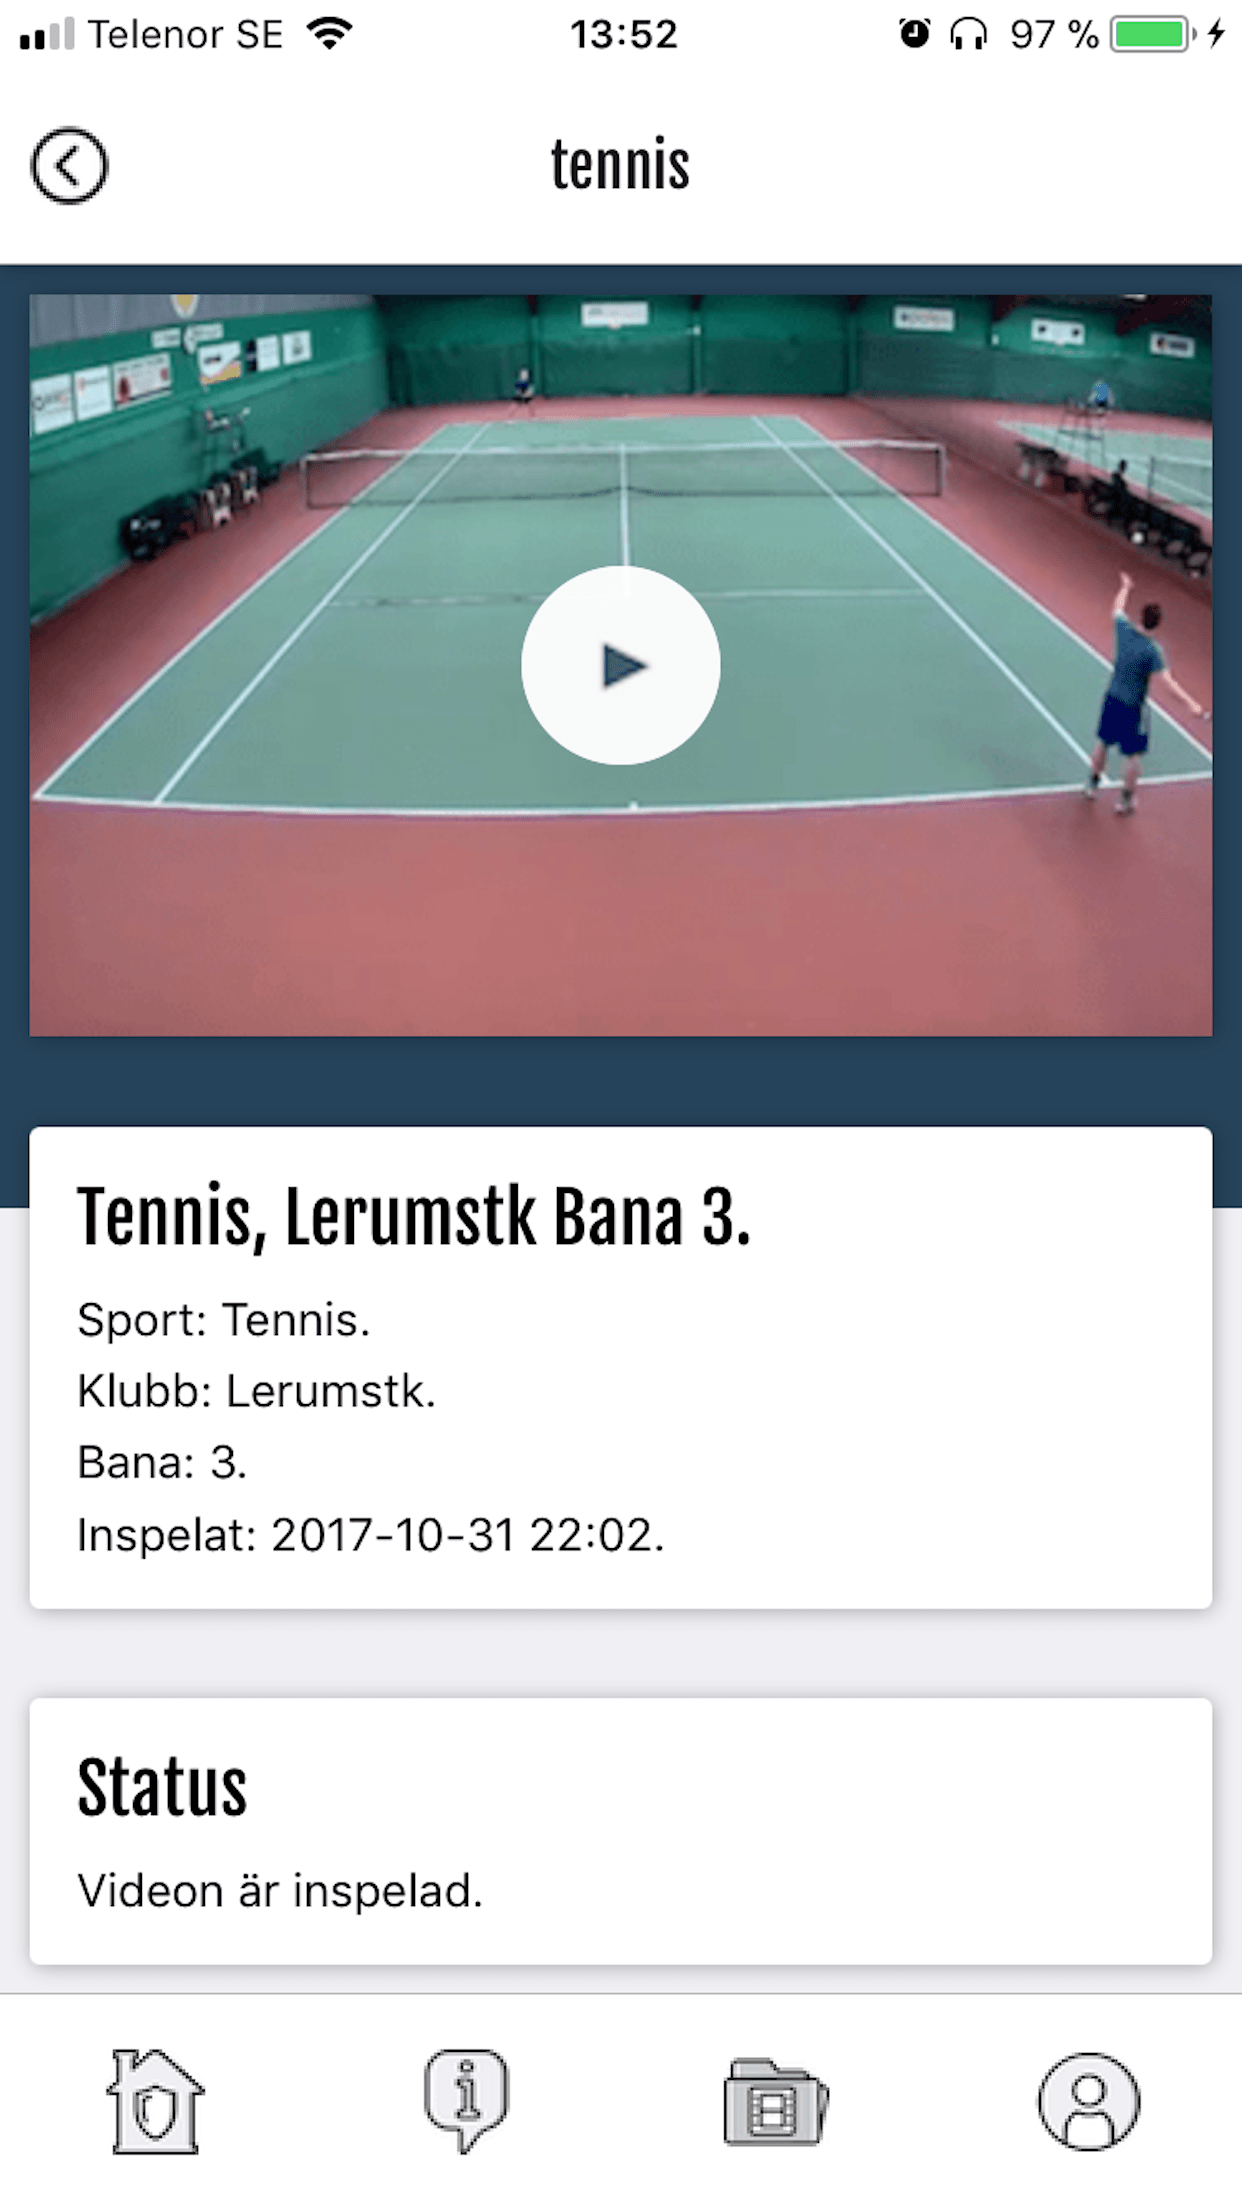 Telenor SE 13:52 97 %
tennis
Tennis, Lerumstk Bana 3.
Sport: Tennis.
Klubb: Lerumstk.
Bana: 3.
Inspelat: 2017-10-31 22:02.
Status
Videon är inspelad.